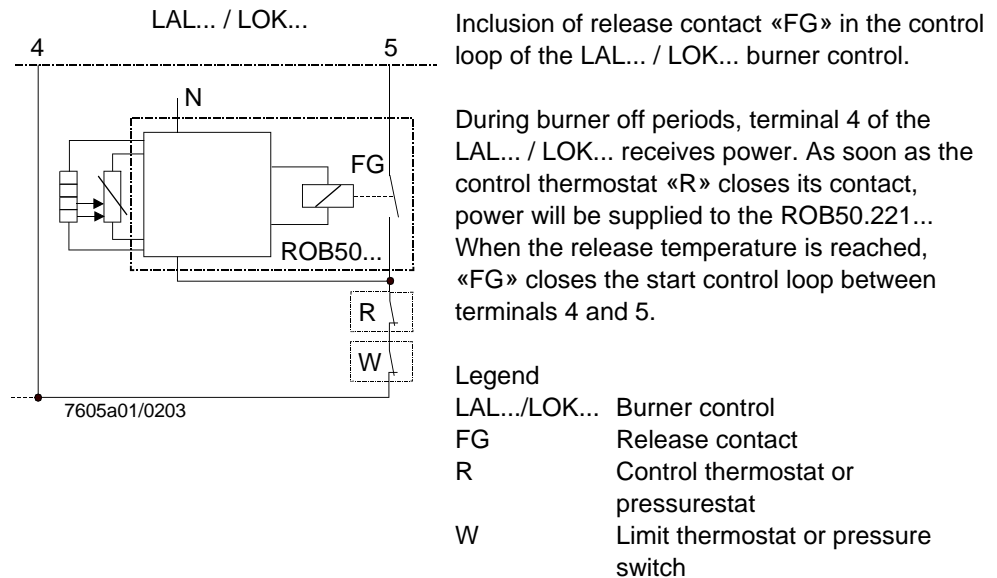 LAL... / LOK...
4
5
N
FG
ROB50...
R
W
7605a01/0203
Inclusion of release contact «FG» in the control
loop of the LAL... / LOK... burner control.
During burner off periods, terminal 4 of the
LAL... / LOK... receives power. As soon as the
control thermostat «R» closes its contact,
power will be supplied to the ROB50.221...
When the release temperature is reached,
«FG» closes the start control loop between
terminals 4 and 5.
Legend
LAL.../LOK... Burner control
FG Release contact
R Control thermostat or
pressurestat
W Limit thermostat or pressure
switch